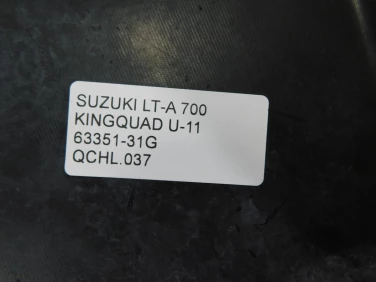 SUZUKI LT-A 700
KINGQUAD U-11
63351-31G
QCHL.037